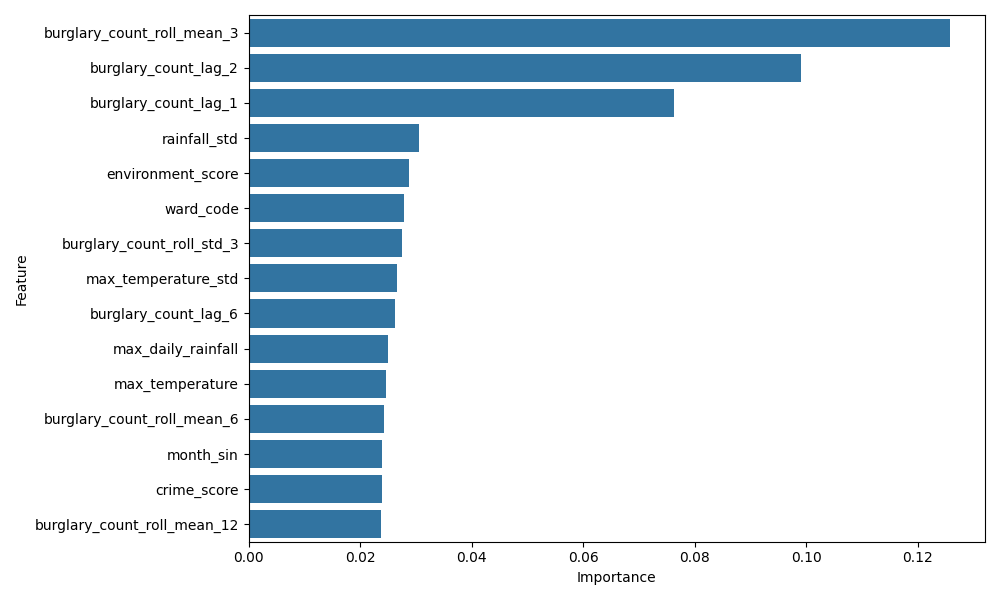 burglary_count_roll_mean_3
burglary_count_lag_2
burglary_count_lag_1
rainfall_std
environment_score
ward_code
burglary_count_roll_std_3
max_temperature_std
burglary_count_lag_6
max_daily_rainfall
max_temperature
burglary_count_roll_mean_6
month_sin
crime_score
burglary_count_roll_mean_12
Feature
0.00 0.02 0.04 0.06 0.08 0.10 0.12
Importance